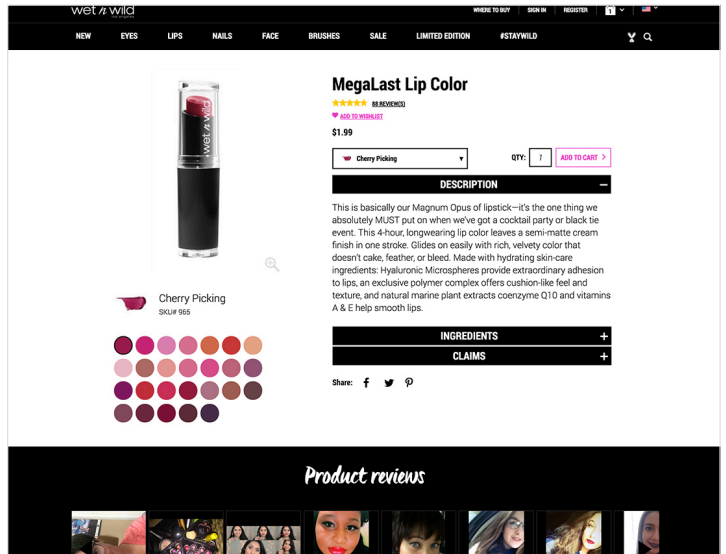 wet n wild
los angeles
WHERE TO BUY SIGN IN REGISTER 1
NEW EYES LIPS NAILS FACE BRUSHES SALE LIMITED EDITION #STAYWILD
wet n wild
MegaLast Lip Color
88 REVIEW(S)
ADD TO WISHLIST
$1.99
Cherry Picking QTY: 1 ADD TO CART >
DESCRIPTION –
This is basically our Magnum Opus of lipstick—it's the one thing we
absolutely MUST put on when we've got a cocktail party or black tie
event. This 4-hour, longwearing lip color leaves a semi-matte cream
finish in one stroke. Glides on easily with rich, velvety color that
doesn't cake, feather, or bleed. Made with hydrating skin-care
ingredients: Hyaluronic Microspheres provide extraordinary adhesion
to lips, an exclusive polymer complex offers cushion-like feel and
texture, and natural marine plant extracts coenzyme Q10 and vitamins
A & E help smooth lips.
Cherry Picking
SKU# 965
INGREDIENTS +
CLAIMS +
Share:
Product reviews